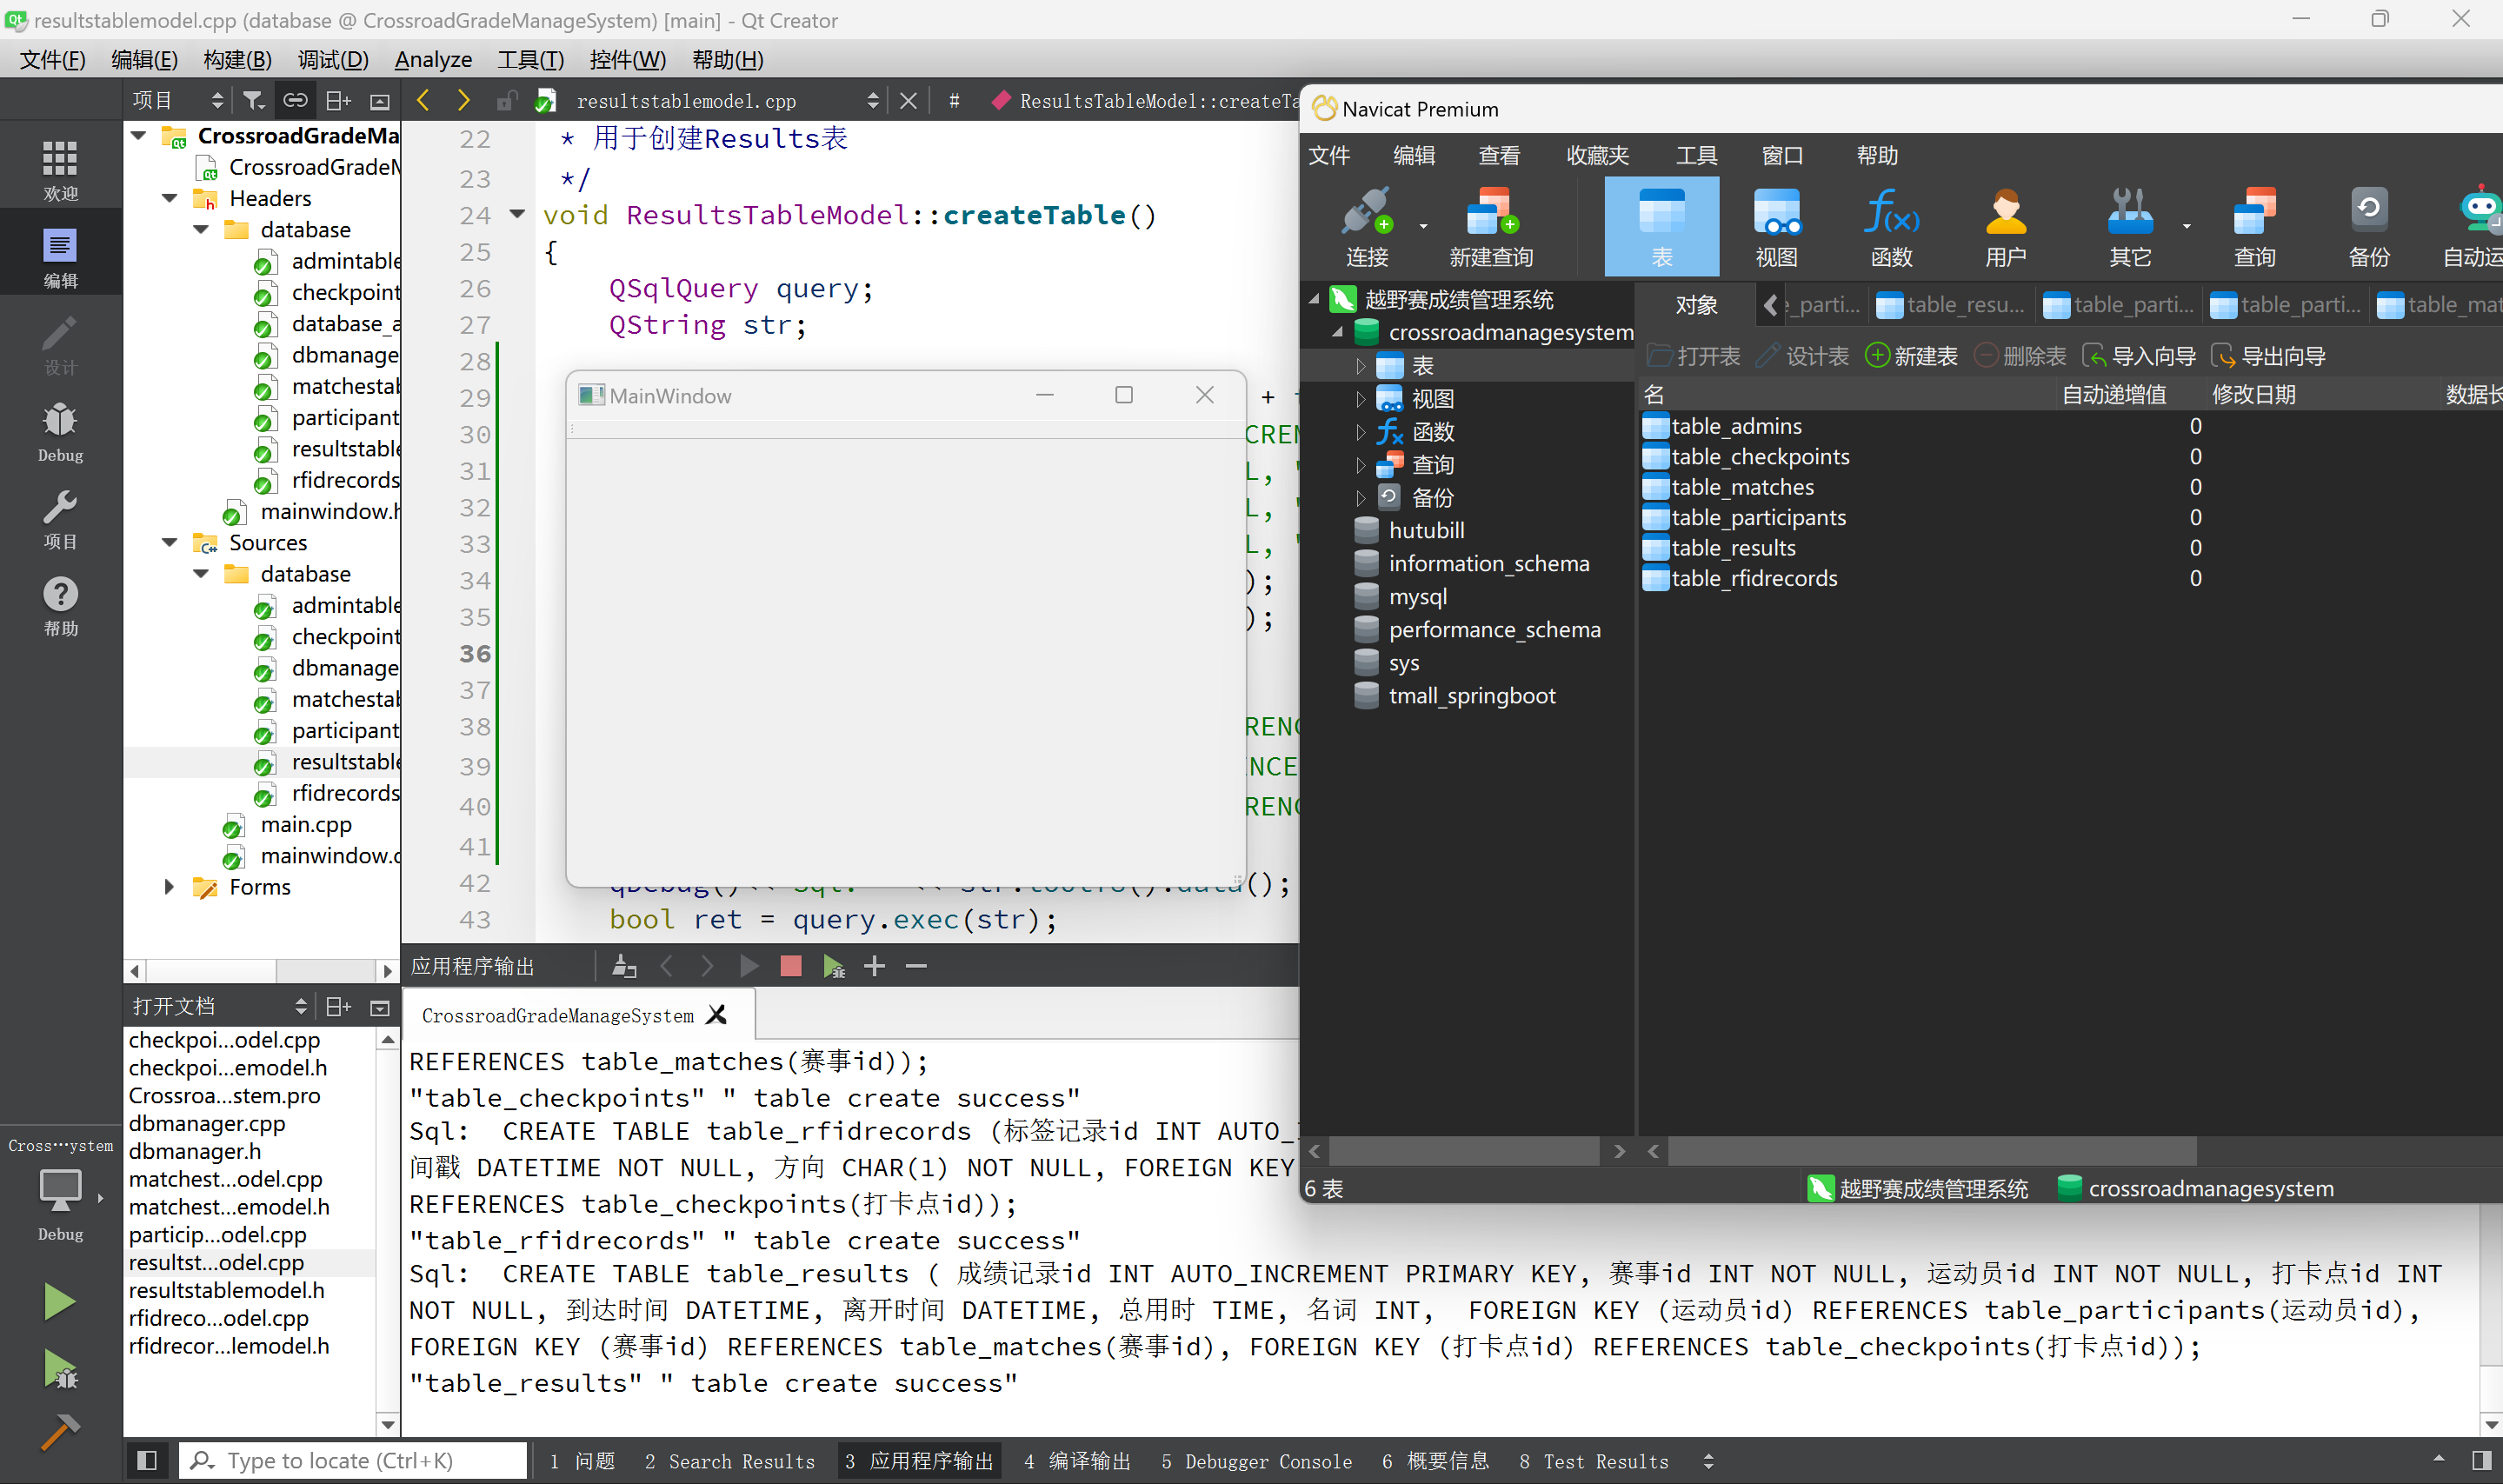 resultstablemodel.cpp (database @ CrossroadGradeManageSystem) [main] - Qt Creator
文件(F) 编辑(E) 构建(B) 调试(D) Analyze 工具(T) 控件(W) 帮助(H)
项目
resultstablemodel.cpp # ResultsTableModel::createTa
欢迎
编辑
设计
Debug
项目
帮助
CrossroadGradeMa
CrossroadGradeM
Headers
database
admintable
checkpoint
database_a
dbmanage
matchestab
participant
resultstable
rfidrecords
mainwindow.h
Sources
database
admintable
checkpoint
dbmanage
matchestab
participant
resultstable
rfidrecords
main.cpp
mainwindow.c
Forms
22 * 用于创建Results表
23 */
24 void ResultsTableModel::createTable()
25 {
26 QSqlQuery query;
27 QString str;
28
29 +
30 CREM
31 L, "
32 L, "
33 L, "
34 );
35 );
36
37
38 RENC
39 NCE
40 RENC
41
42 qDebug()<< Sql: << str.toUtf8().data();
43 bool ret = query.exec(str);
MainWindow
打开文档
checkpoi...odel.cpp
checkpoi...emodel.h
Crossroa...stem.pro
dbmanager.cpp
dbmanager.h
matchest...odel.cpp
matchest...emodel.h
particip...odel.cpp
resultst...odel.cpp
resultstablemodel.h
rfidreco...odel.cpp
rfidrecor...lemodel.h
Cross···ystem
Debug
应用程序输出
CrossroadGradeManageSystem
REFERENCES table_matches(赛事id));
"table_checkpoints" " table create success"
Sql: CREATE TABLE table_rfidrecords (标签记录id INT AUTO_
间戳 DATETIME NOT NULL, 方向 CHAR(1) NOT NULL, FOREIGN KEY
REFERENCES table_checkpoints(打卡点id));
"table_rfidrecords" " table create success"
Sql: CREATE TABLE table_results ( 成绩记录id INT AUTO_INCREMENT PRIMARY KEY, 赛事id INT NOT NULL, 运动员id INT NOT NULL, 打卡点id INT
NOT NULL, 到达时间 DATETIME, 离开时间 DATETIME, 总用时 TIME, 名词 INT, FOREIGN KEY (运动员id) REFERENCES table_participants(运动员id),
FOREIGN KEY (赛事id) REFERENCES table_matches(赛事id), FOREIGN KEY (打卡点id) REFERENCES table_checkpoints(打卡点id));
"table_results" " table create success"
Type to locate (Ctrl+K) 1 问题 2 Search Results 3 应用程序输出 4 编译输出 5 Debugger Console 6 概要信息 8 Test Results
Navicat Premium
文件 编辑 查看 收藏夹 工具 窗口 帮助
连接 新建查询 表 视图 函数 用户 其它 查询 备份 自动运
越野赛成绩管理系统
crossroadmanagesystem
表
视图
函数
查询
备份
hutubill
information_schema
mysql
performance_schema
sys
tmall_springboot
对象 _parti... table_resu... table_parti... table_parti... table_mat
打开表 设计表 新建表 删除表 导入向导 导出向导
名 自动递增值 修改日期 数据长
table_admins 0
table_checkpoints 0
table_matches 0
table_participants 0
table_results 0
table_rfidrecords 0
6 表 越野赛成绩管理系统 crossroadmanagesystem